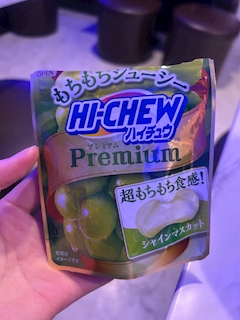 OPEN
もちもちジューシー
HI-CHEW
ハイチュウ
プレミアム
Premium
超もちもち食感!
シャインマスカット